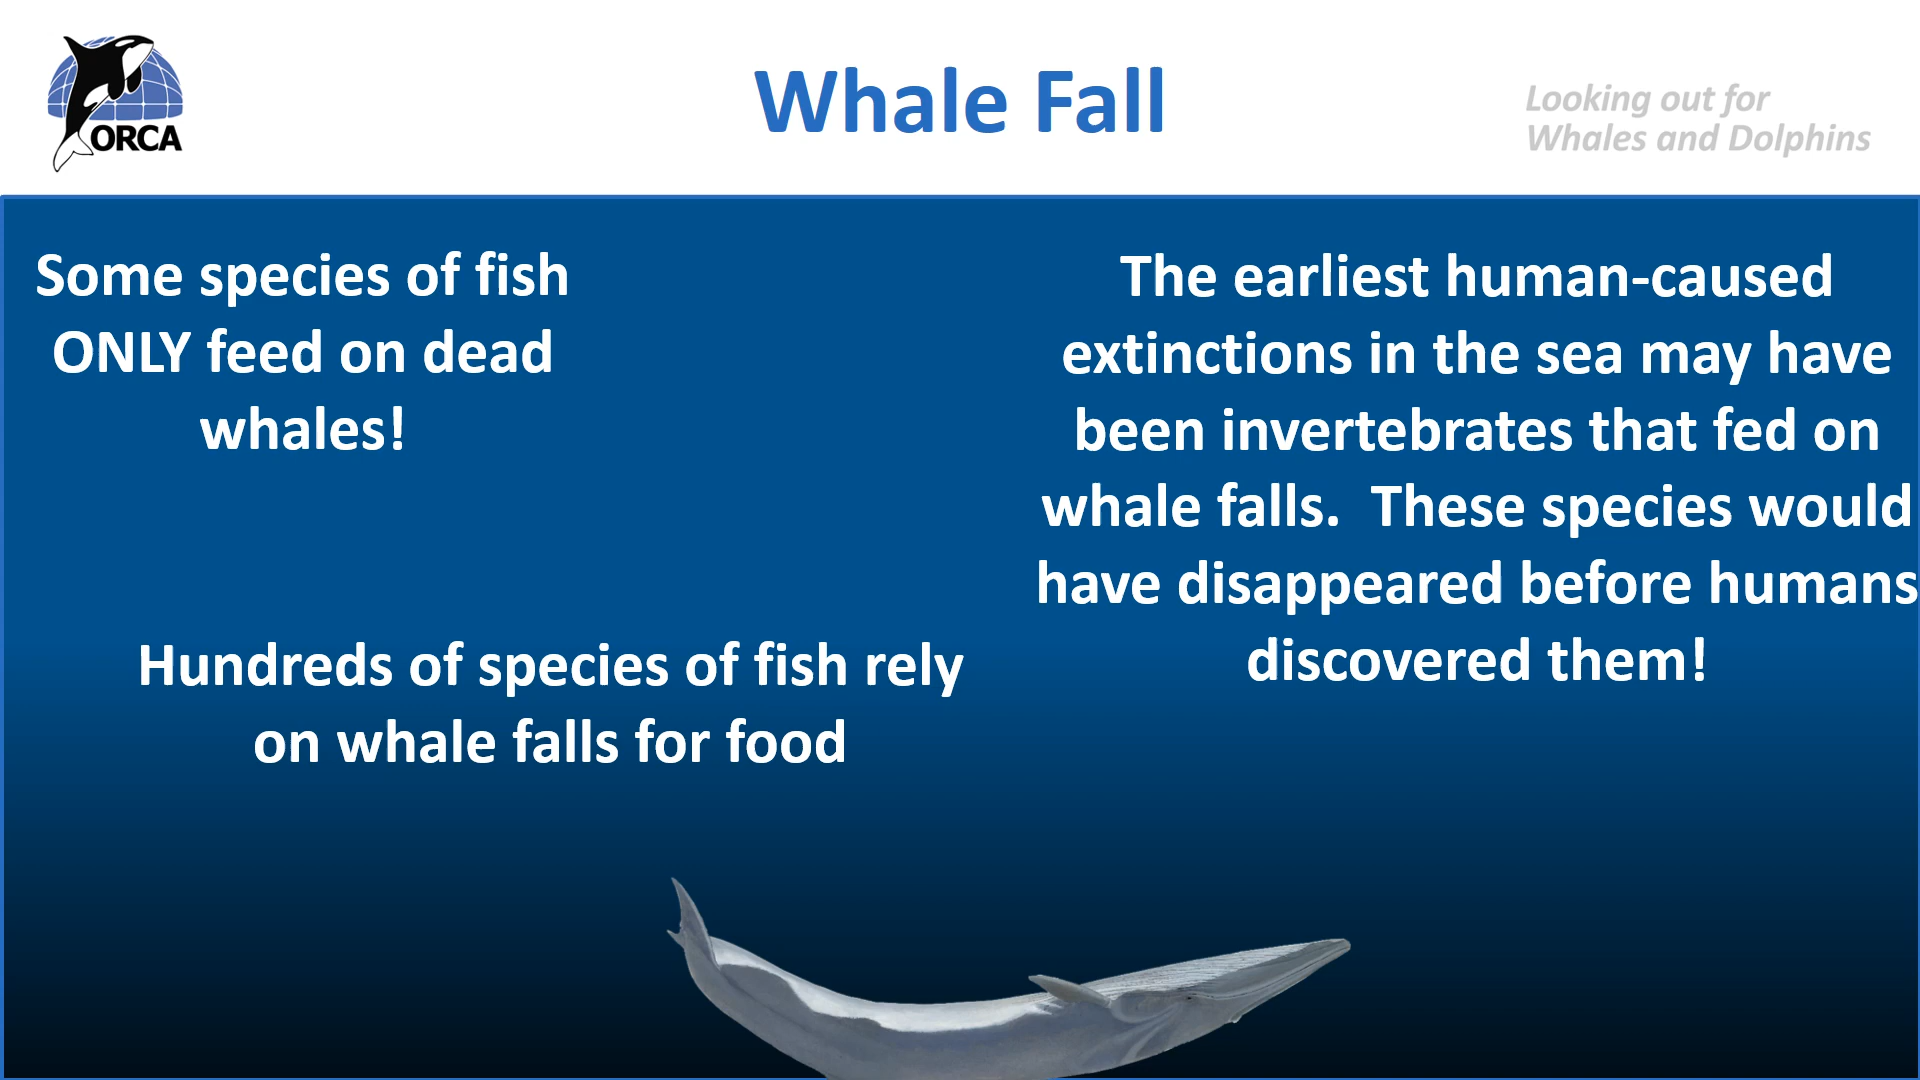 ORCA
Whale Fall
Looking out for
Whales and Dolphins
Some species of fish
ONLY feed on dead
whales!
Hundreds of species of fish rely
on whale falls for food
The earliest human-caused
extinctions in the sea may have
been invertebrates that fed on
whale falls.  These species would
have disappeared before humans
discovered them!